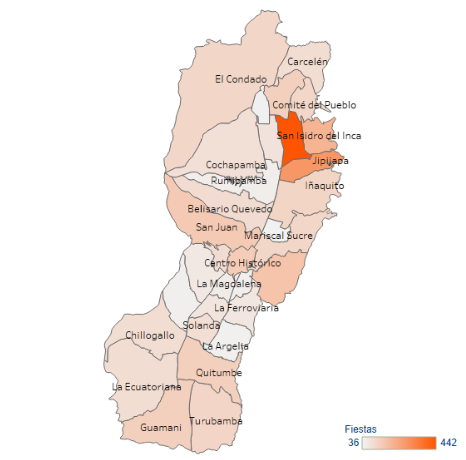 Carcelén
El Condado
Comité del Pueblo
San Isidro del Inca
Jipijapa
Cochapamba
Rumipamba
Iñaquito
Belisario Quevedo
San Juan
Mariscal Sucre
Centro Histórico
La Magdalena
La Ferroviaria
Solanda
Chillogallo
La Argelia
Quitumbe
La Ecuatoriana
Turubamba
Guamaní
Fiestas
36 442